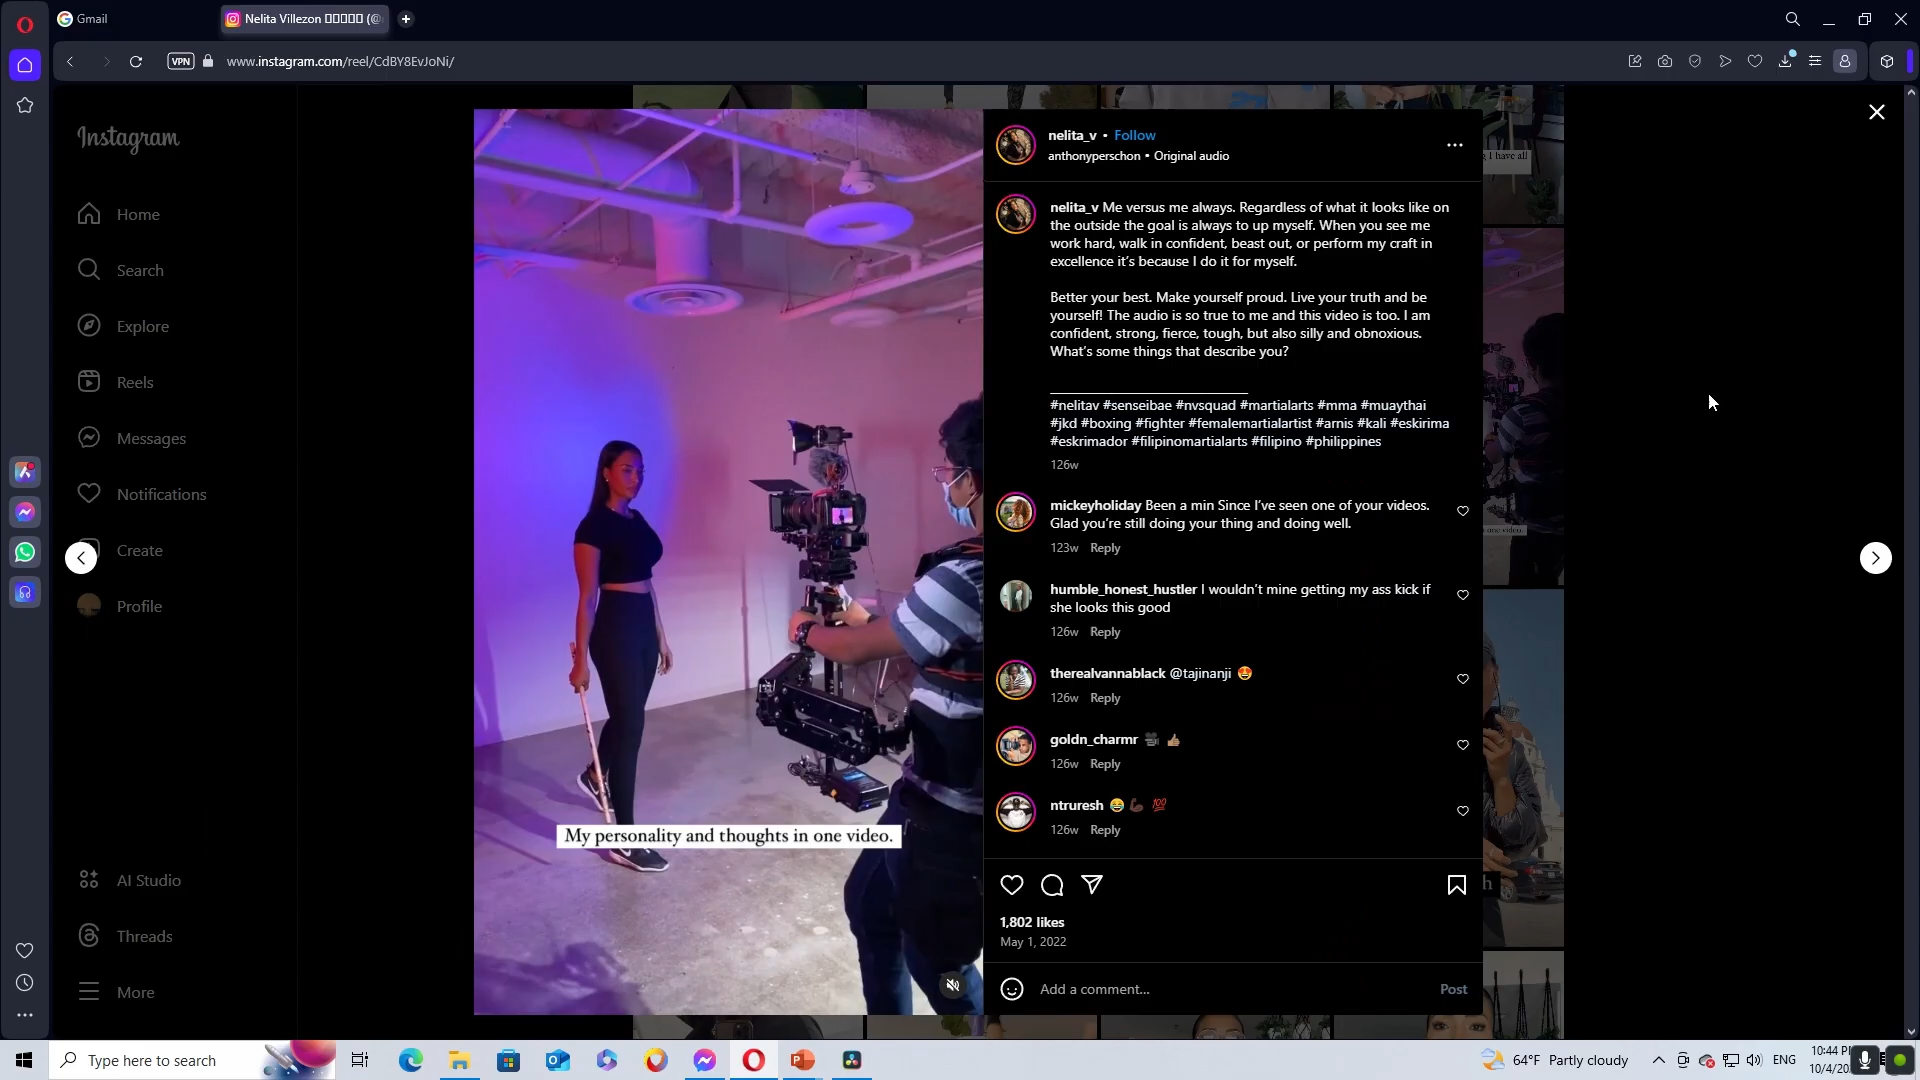 Gmail
Nelita Villezon
VPN
www.instagram.com/reel/CdBY8EvJoNi/
Instagram
Home
Search
Explore
Reels
Messages
Notifications
Create
Profile
AI Studio
Threads
More
My personality and thoughts in one video.
nelita_v • Follow
anthonyperschon • Original audio
nelita_v Me versus me always. Regardless of what it looks like on
the outside the goal is always to up myself. When you see me
work hard, walk in confident, beast out, or perform my craft in
excellence it’s because I do it for myself.
Better your best. Make yourself proud. Live your truth and be
yourself! The audio is so true to me and this video is too. I am
confident, strong, fierce, tough, but also silly and obnoxious.
What’s some things that describe you?
#nelitav #senseibae #nvsquad #martialarts #mma #muaythai
#jkd #boxing #fighter #femalemartialartist #arnis #kali #eskirima
#eskrimador #filipinomartialarts #filipino #philippines
126w
mickeyholiday Been a min Since I’ve seen one of your videos.
Glad you’re still doing your thing and doing well.
123w Reply
humble_honest_hustler I wouldn’t mine getting my ass kick if
she looks this good
126w Reply
therealvannablack @tajinanji 😍
126w Reply
goldn_charmr 🎥 👍🏽
126w Reply
ntruresh 😂 💪🏿 💯
126w Reply
1,802 likes
May 1, 2022
Add a comment...
Post
I have all
Type here to search
64°F Partly cloudy
ENG
10:44
10/4/20